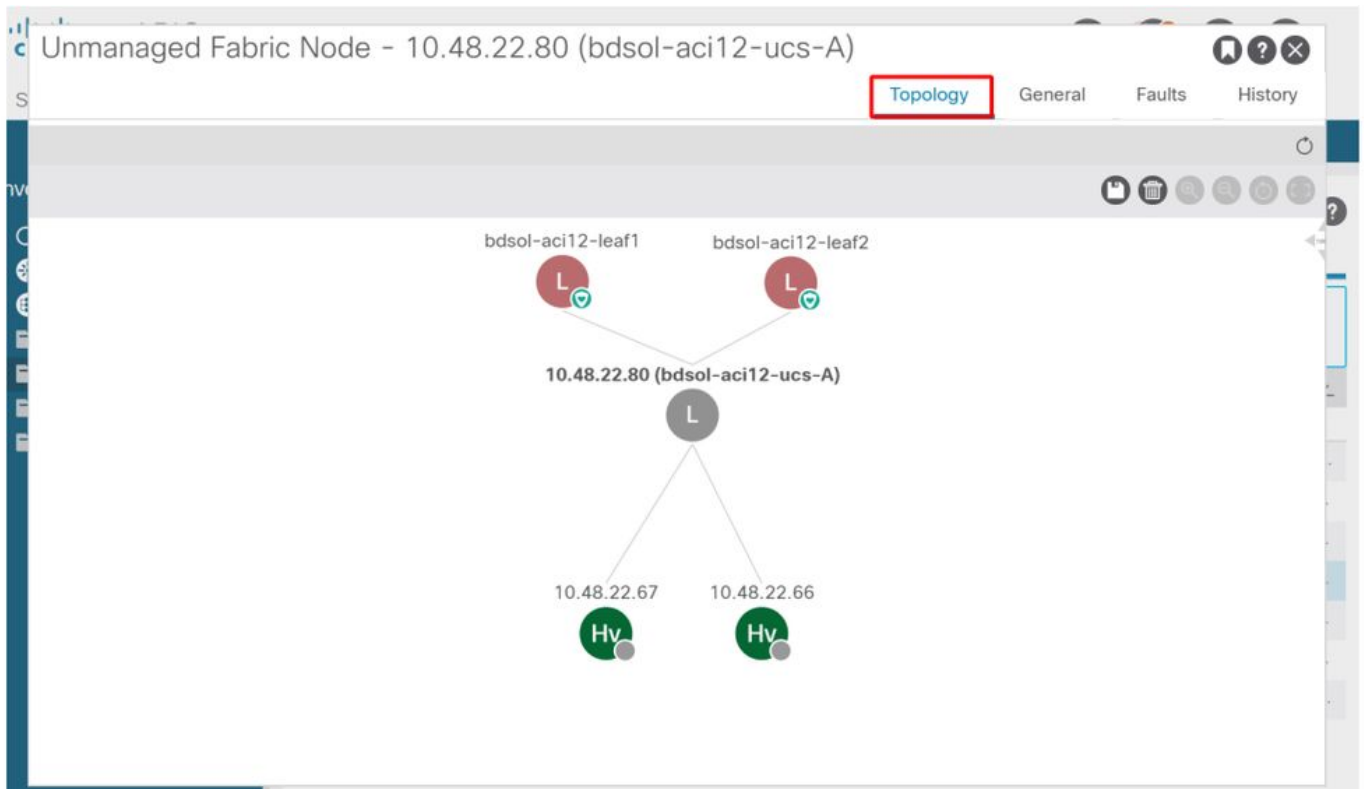 Unmanaged Fabric Node - 10.48.22.80 (bdsol-aci12-ucs-A)
Topology General Faults History
bdsol-aci12-leaf1 bdsol-aci12-leaf2
L L
10.48.22.80 (bdsol-aci12-ucs-A)
L
10.48.22.67 10.48.22.66
Hv Hv